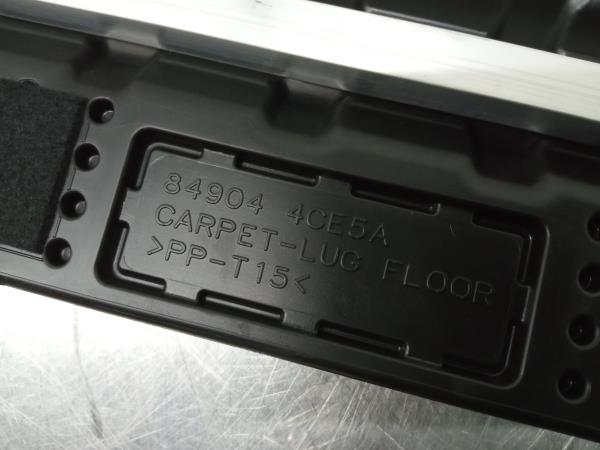 84904 4CE5A
CARPET-LUG FLOOR
>PP-T15<